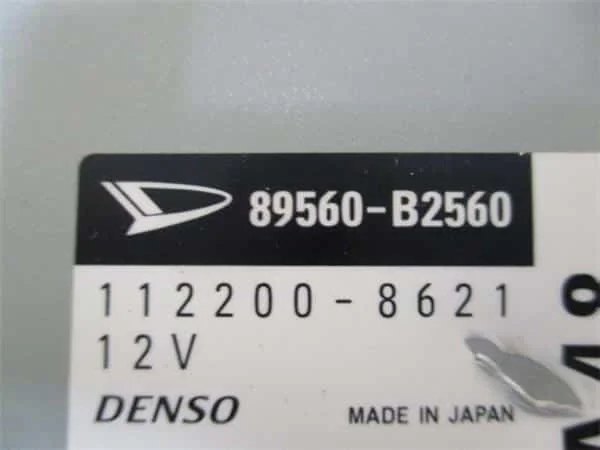 89560-B2560
112200-8621
12V
DENSO MADE IN JAPAN